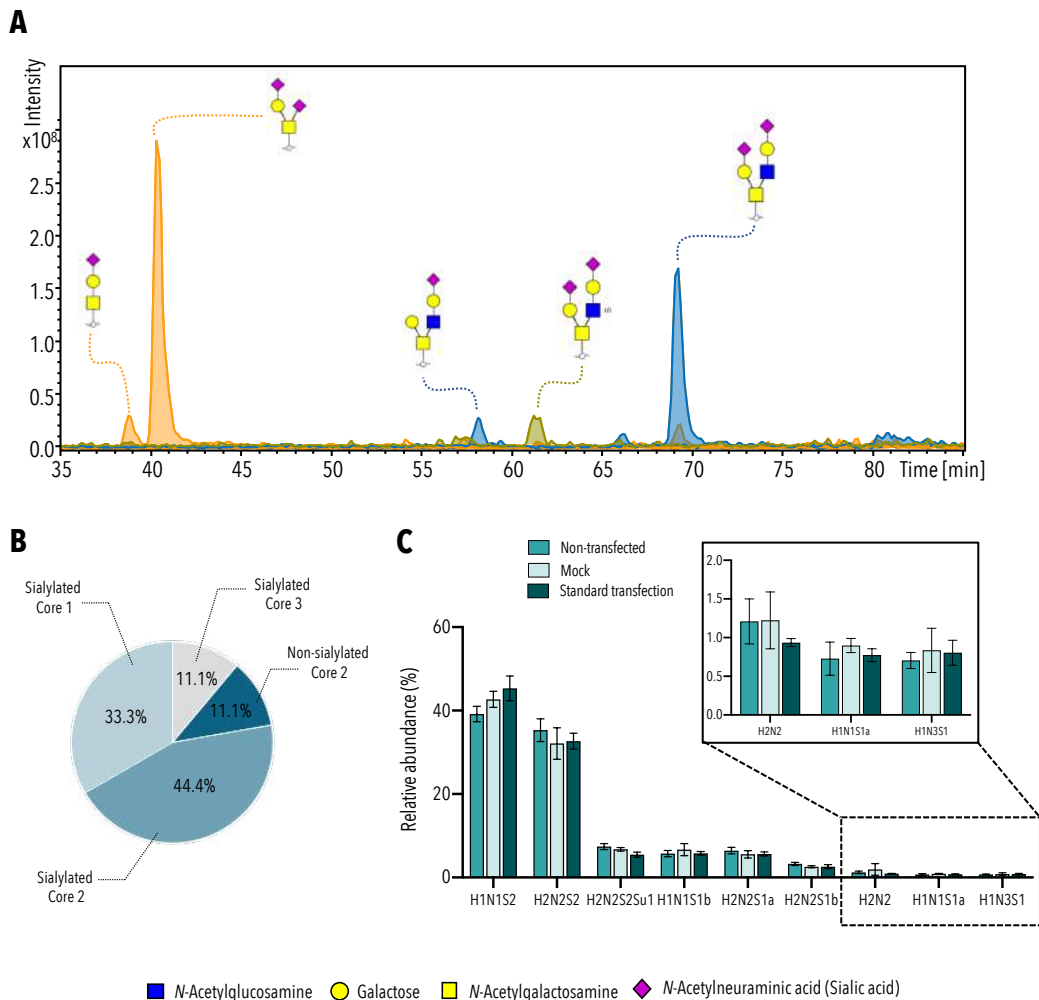 A
Intensity
x10⁸
2.5
2.0
1.5
1.0
0.5
0.0
S
35 40 45 50 55 60 65 70 75 80 Time [min]
B
Sialylated
Core 1
Sialylated
Core 3
Non-sialylated
Core 2
11.1%
11.1%
33.3%
44.4%
Sialylated
Core 2
C
Non-transfected
Mock
Standard transfection
Relative abundance (%)
60
40
20
0
H1N1S2 H2N2S2 H2N2S2Su1 H1N1S1b H2N2S1a H2N2S1b H2N2 H1N1S1a H1N3S1
2.0
1.5
1.0
0.5
0.0
H2N2 H1N1S1a H1N3S1
N-Acetylglucosamine Galactose N-Acetylgalactosamine N-Acetylneuraminic acid (Sialic acid)